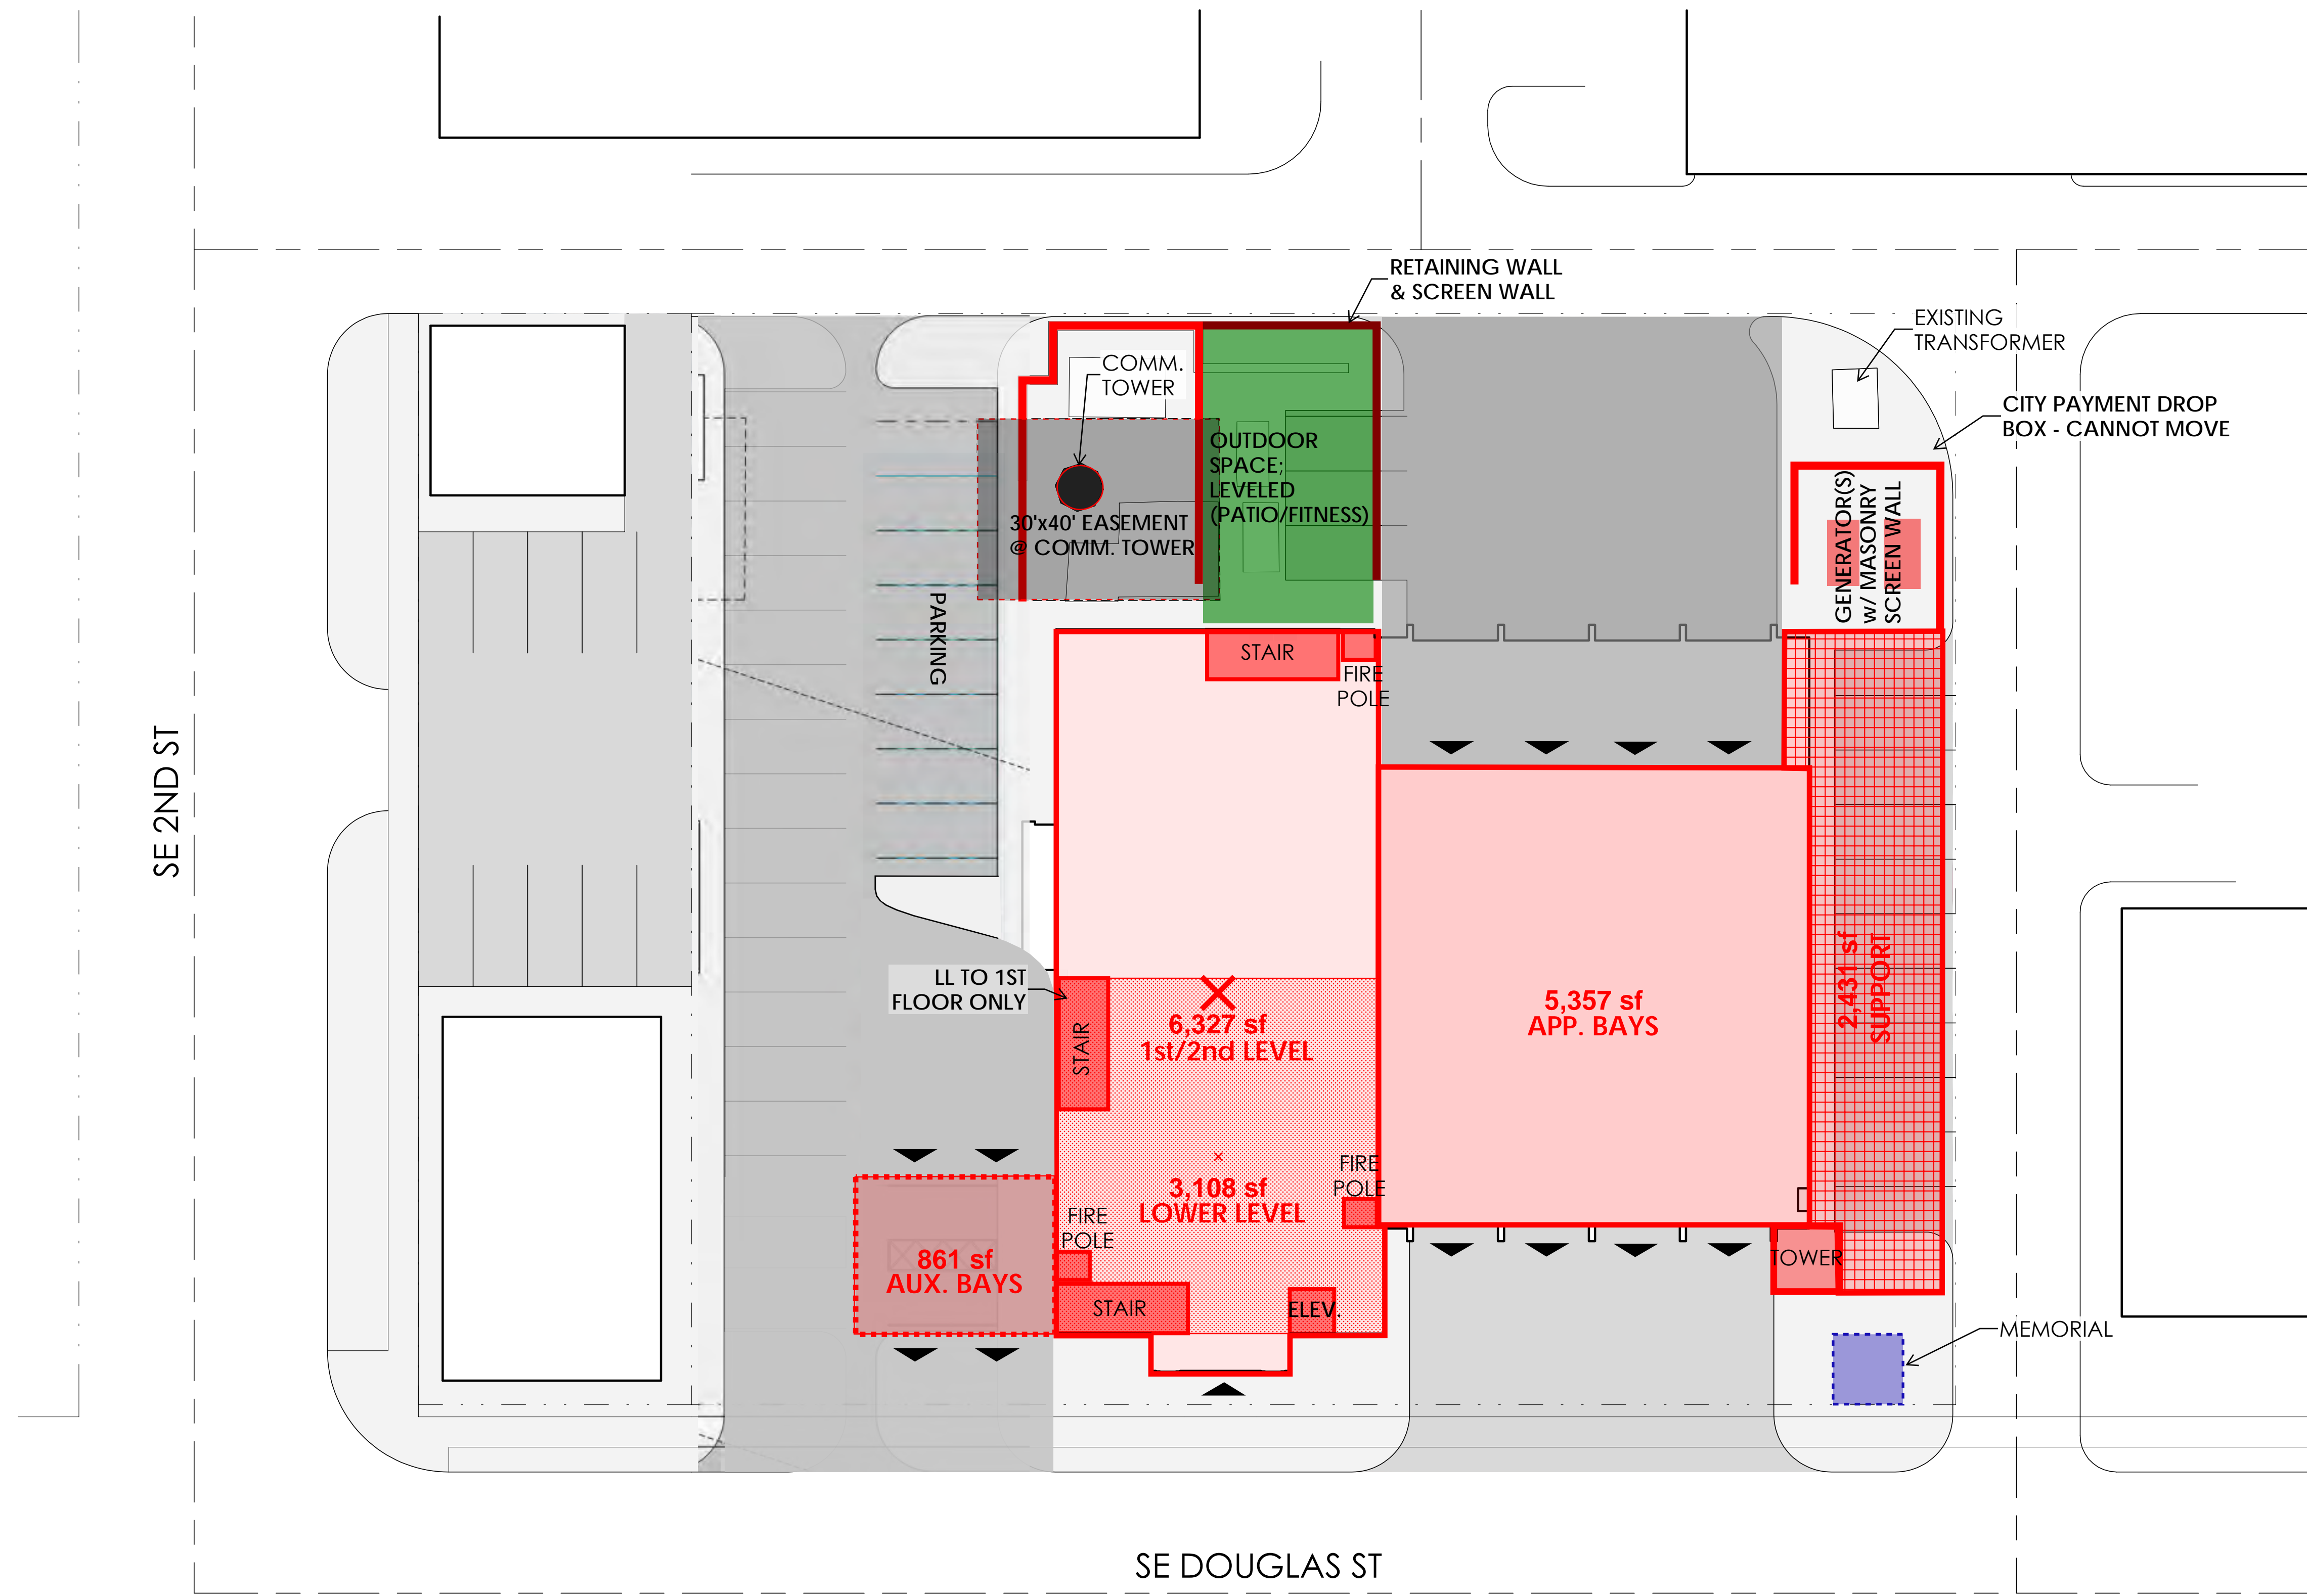 RETAINING WALL
& SCREEN WALL
EXISTING
TRANSFORMER
COMM.
TOWER
CITY PAYMENT DROP
BOX - CANNOT MOVE
OUTDOOR
SPACE;
LEVELED
(PATIO/FITNESS)
30'x40' EASEMENT
@ COMM. TOWER
GENERATOR(S)
w/ MASONRY
SCREEN WALL
PARKING
STAIR
FIRE
POLE
SE 2ND ST
LL TO 1ST
FLOOR ONLY
STAIR
6,327 sf
1st/2nd LEVEL
5,357 sf
APP. BAYS
2,431 sf
SUPPORT
FIRE
POLE
3,108 sf
LOWER LEVEL
FIRE
POLE
861 sf
AUX. BAYS
TOWER
STAIR
ELEV.
MEMORIAL
SE DOUGLAS ST